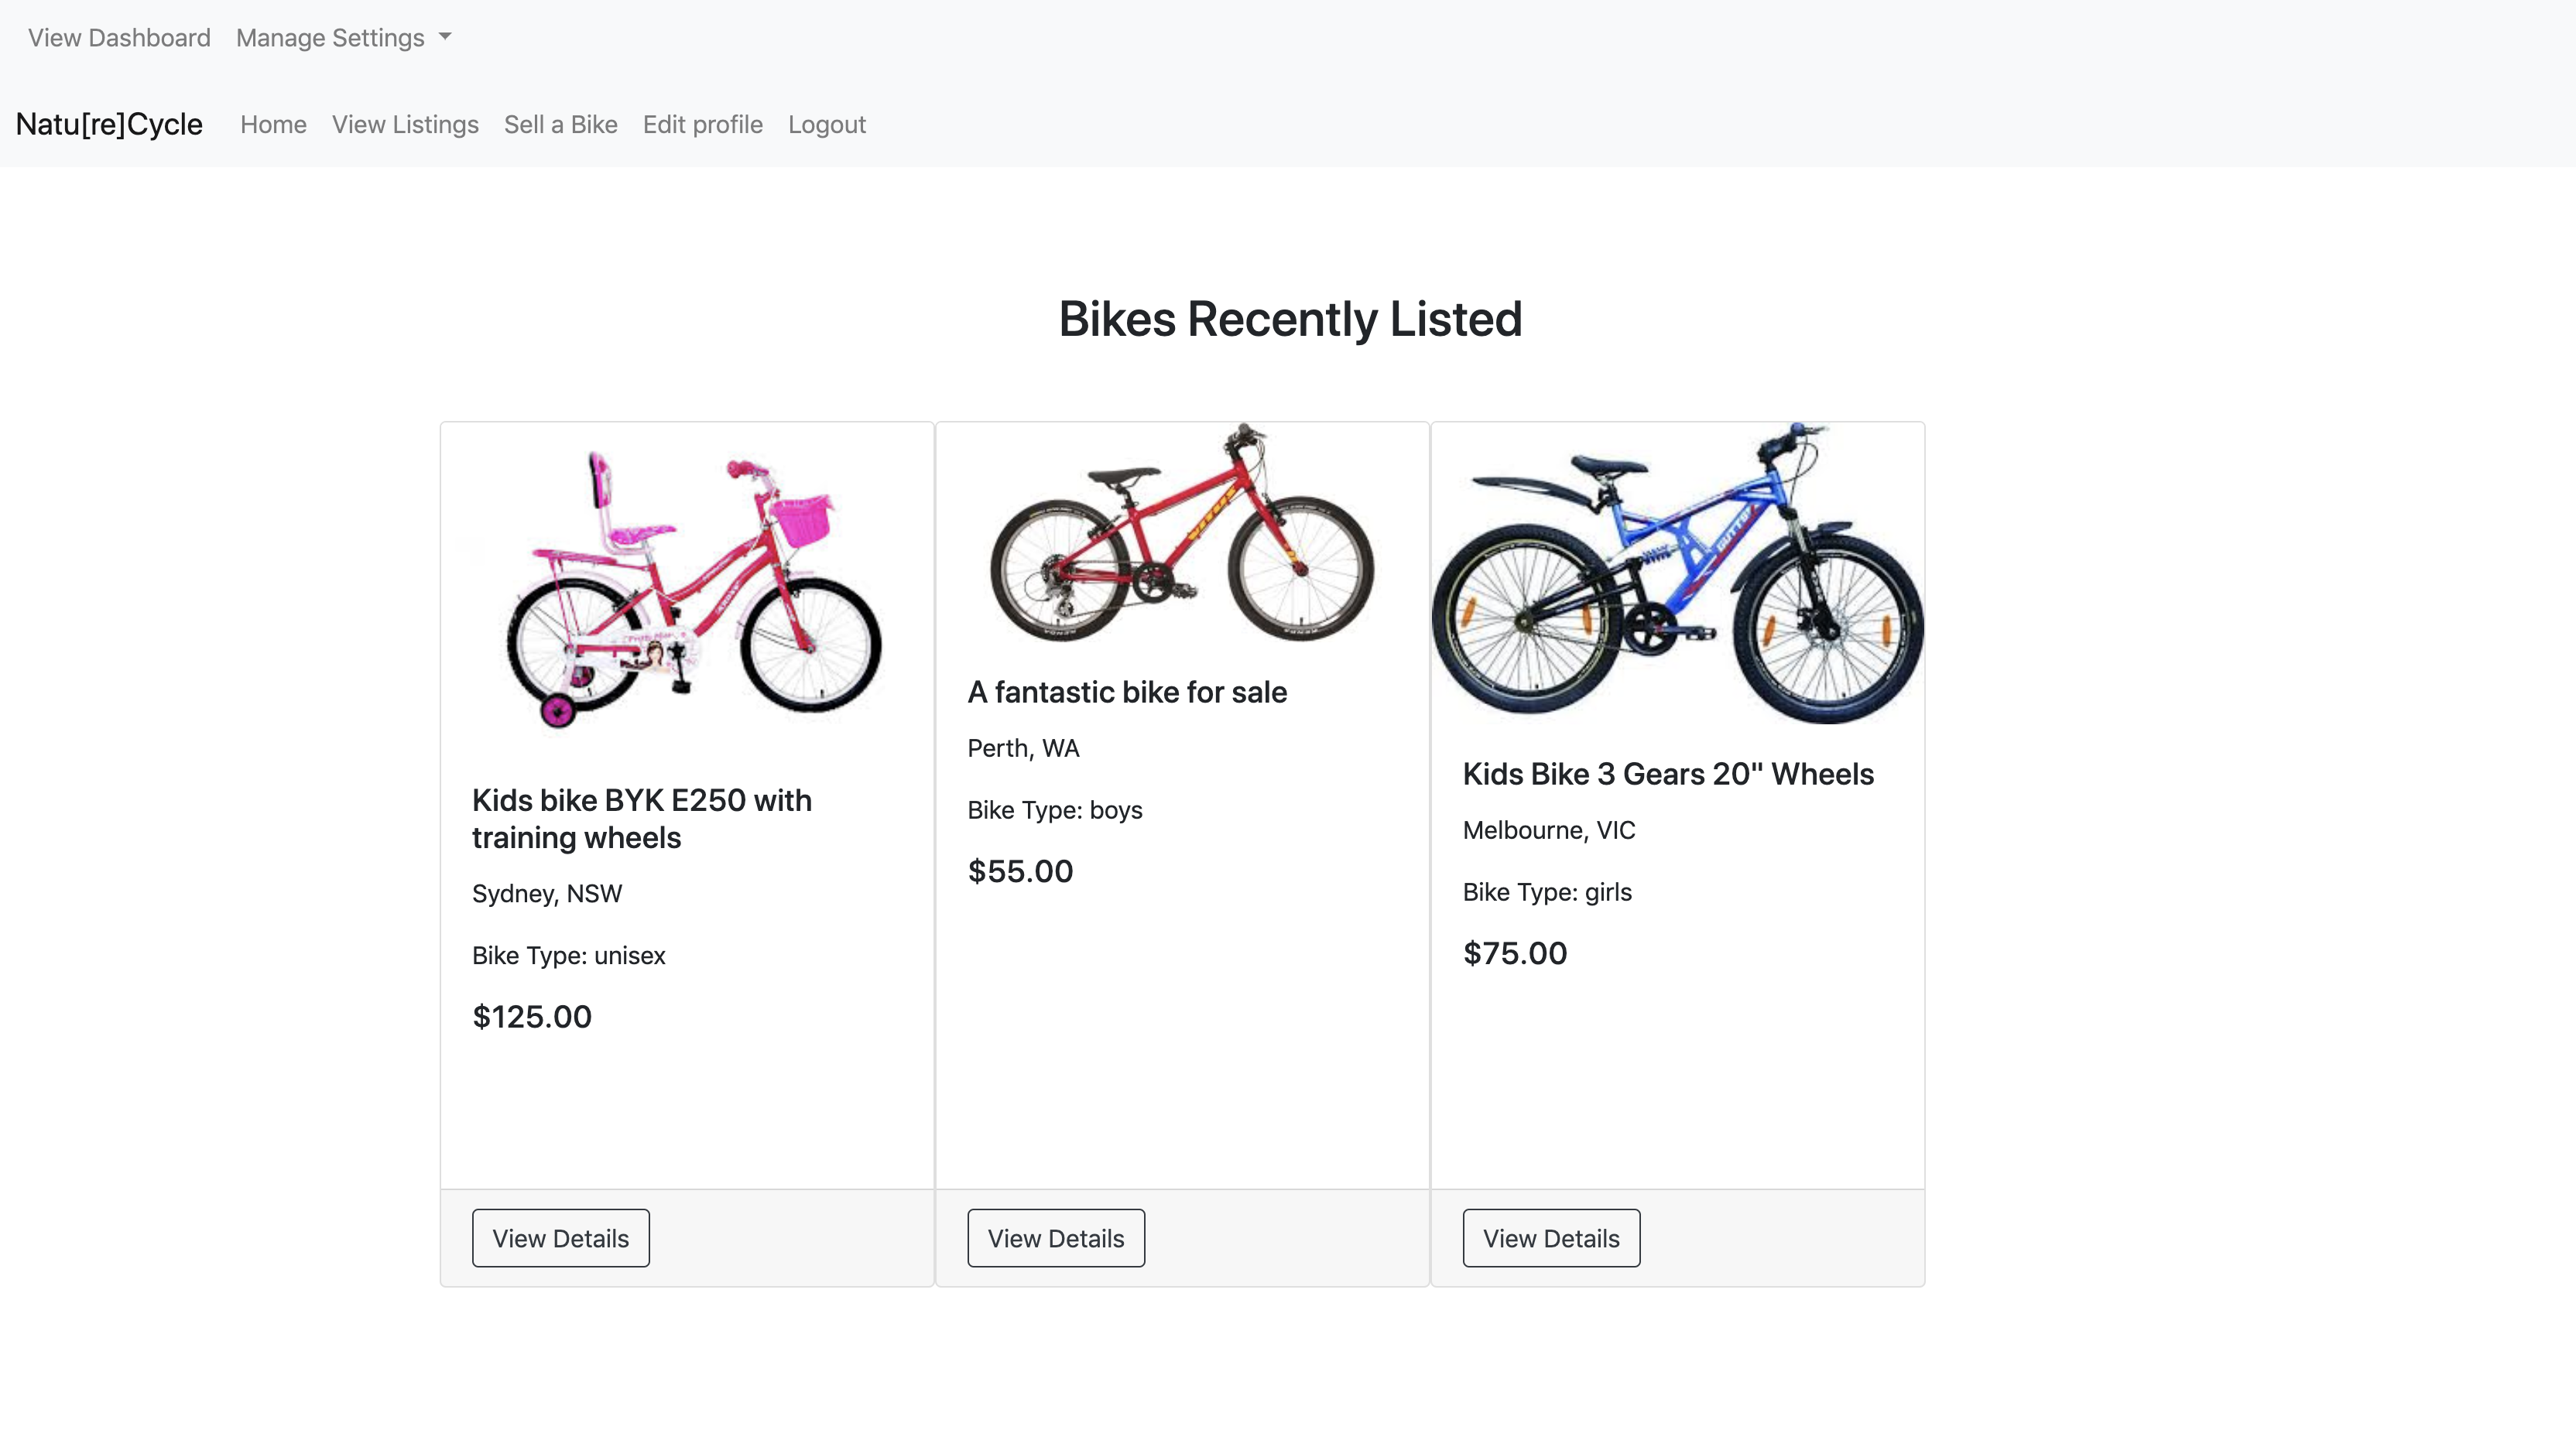 View Dashboard Manage Settings
Natu[re]Cycle Home View Listings Sell a Bike Edit profile Logout
Bikes Recently Listed
Kids bike BYK E250 with
training wheels
Sydney, NSW
Bike Type: unisex
$125.00
View Details
VITUS
A fantastic bike for sale
Perth, WA
Bike Type: boys
$55.00
View Details
Kids Bike 3 Gears 20" Wheels
Melbourne, VIC
Bike Type: girls
$75.00
View Details